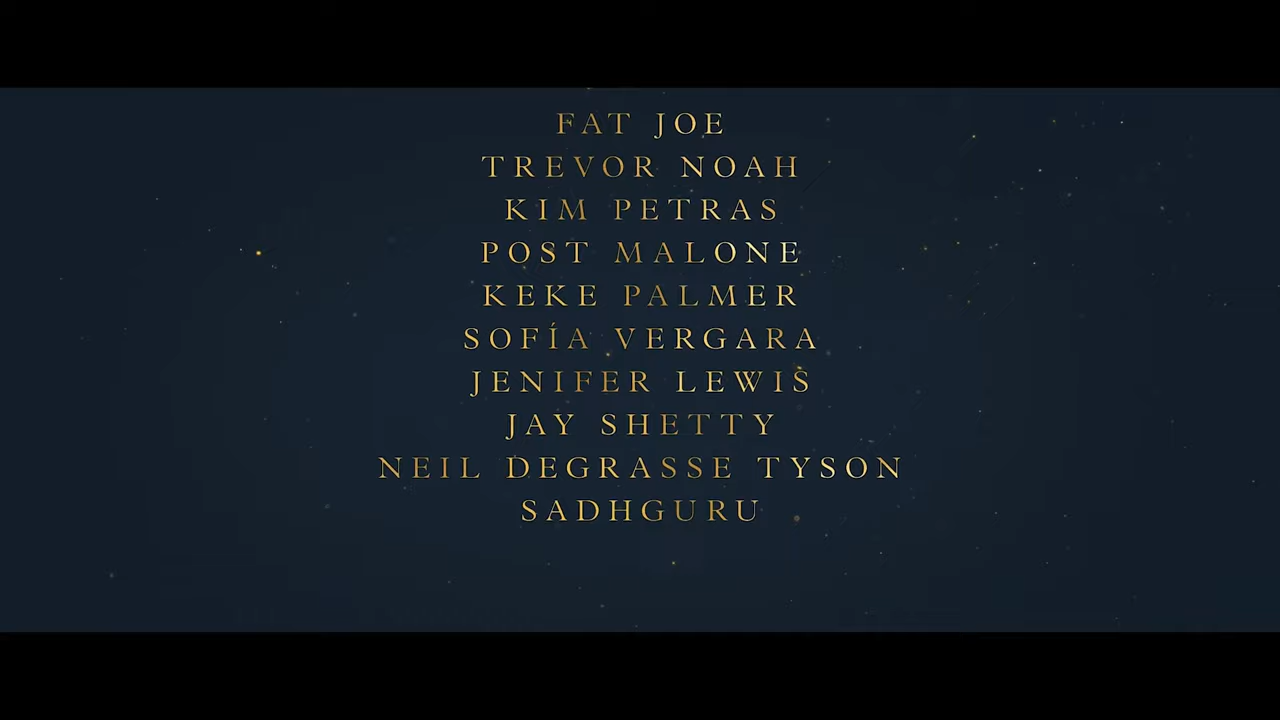 FAT JOE
TREVOR NOAH
KIM PETRAS
POST MALONE
KEKE PALMER
SOFÍA VERGARA
JENIFER LEWIS
JAY SHETTY
NEIL DEGRASSE TYSON
SADHGURU